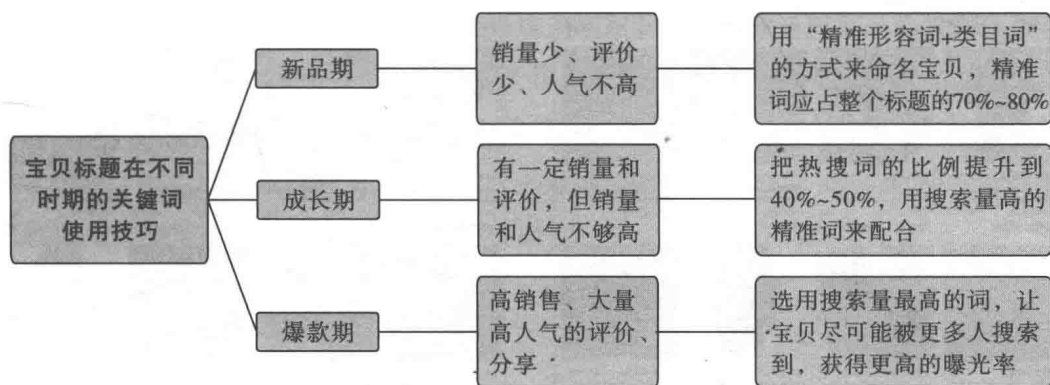 宝贝标题在不同
时期的关键词
使用技巧
新品期
销量少、评价
少、人气不高
用“精准形容词+类目词”
的方式来命名宝贝，精准
词应占整个标题的70%~80%
成长期
有一定销量和
评价，但销量
和人气不够高
把热搜词的比例提升到
40%~50%，用搜索量高的
精准词来配合
爆款期
高销售、大量
高人气的评价、
分享
选用搜索量最高的词，让
宝贝尽可能被更多人搜索
到，获得更高的曝光率